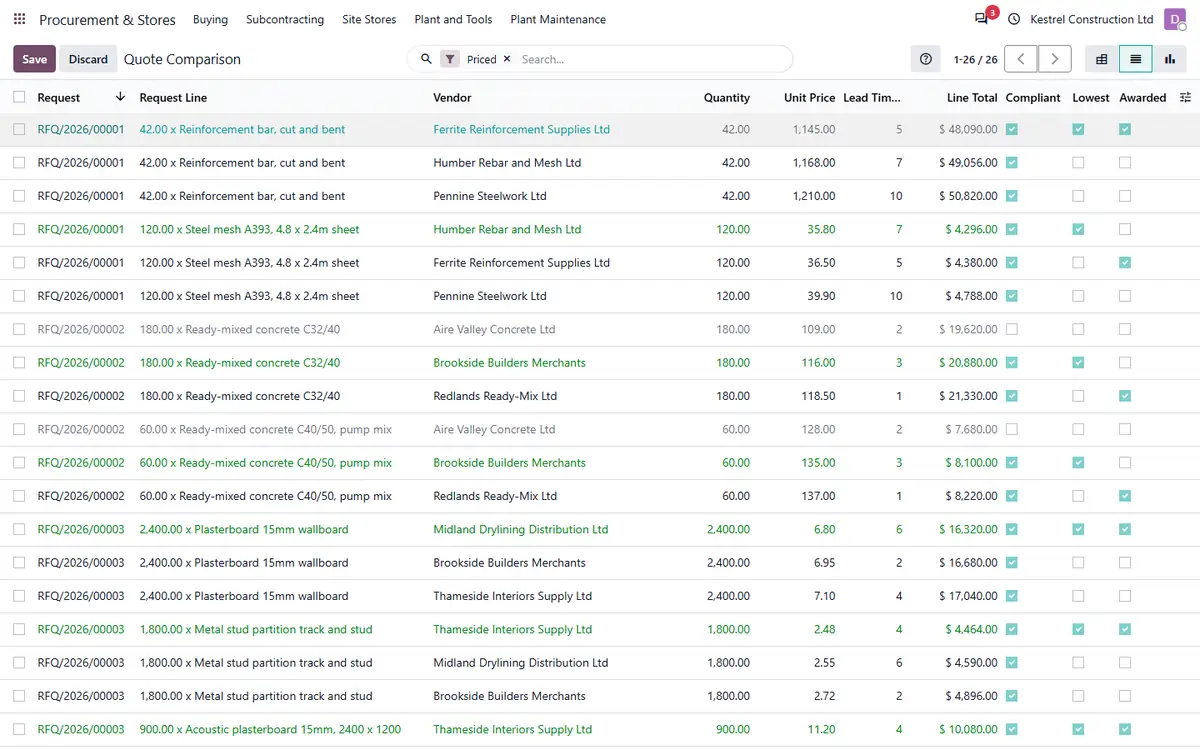 Procurement & Stores Buying Subcontracting Site Stores Plant and Tools Plant Maintenance 3 Kestrel Construction Ltd D
Save Discard Quote Comparison Priced × Search... 1-26 / 26
Request Request Line Vendor Quantity Unit Price Lead Tim... Line Total Compliant Lowest Awarded
RFQ/2026/00001 42.00 x Reinforcement bar, cut and bent Ferrite Reinforcement Supplies Ltd 42.00 1,145.00 5 $ 48,090.00
RFQ/2026/00001 42.00 x Reinforcement bar, cut and bent Humber Rebar and Mesh Ltd 42.00 1,168.00 7 $ 49,056.00
RFQ/2026/00001 42.00 x Reinforcement bar, cut and bent Pennine Steelwork Ltd 42.00 1,210.00 10 $ 50,820.00
RFQ/2026/00001 120.00 x Steel mesh A393, 4.8 x 2.4m sheet Humber Rebar and Mesh Ltd 120.00 35.80 7 $ 4,296.00
RFQ/2026/00001 120.00 x Steel mesh A393, 4.8 x 2.4m sheet Ferrite Reinforcement Supplies Ltd 120.00 36.50 5 $ 4,380.00
RFQ/2026/00001 120.00 x Steel mesh A393, 4.8 x 2.4m sheet Pennine Steelwork Ltd 120.00 39.90 10 $ 4,788.00
RFQ/2026/00002 180.00 x Ready-mixed concrete C32/40 Aire Valley Concrete Ltd 180.00 109.00 2 $ 19,620.00
RFQ/2026/00002 180.00 x Ready-mixed concrete C32/40 Brookside Builders Merchants 180.00 116.00 3 $ 20,880.00
RFQ/2026/00002 180.00 x Ready-mixed concrete C32/40 Redlands Ready-Mix Ltd 180.00 118.50 1 $ 21,330.00
RFQ/2026/00002 60.00 x Ready-mixed concrete C40/50, pump mix Aire Valley Concrete Ltd 60.00 128.00 2 $ 7,680.00
RFQ/2026/00002 60.00 x Ready-mixed concrete C40/50, pump mix Brookside Builders Merchants 60.00 135.00 3 $ 8,100.00
RFQ/2026/00002 60.00 x Ready-mixed concrete C40/50, pump mix Redlands Ready-Mix Ltd 60.00 137.00 1 $ 8,220.00
RFQ/2026/00003 2,400.00 x Plasterboard 15mm wallboard Midland Drylining Distribution Ltd 2,400.00 6.80 6 $ 16,320.00
RFQ/2026/00003 2,400.00 x Plasterboard 15mm wallboard Brookside Builders Merchants 2,400.00 6.95 2 $ 16,680.00
RFQ/2026/00003 2,400.00 x Plasterboard 15mm wallboard Thameside Interiors Supply Ltd 2,400.00 7.10 4 $ 17,040.00
RFQ/2026/00003 1,800.00 x Metal stud partition track and stud Thameside Interiors Supply Ltd 1,800.00 2.48 4 $ 4,464.00
RFQ/2026/00003 1,800.00 x Metal stud partition track and stud Midland Drylining Distribution Ltd 1,800.00 2.55 6 $ 4,590.00
RFQ/2026/00003 1,800.00 x Metal stud partition track and stud Brookside Builders Merchants 1,800.00 2.72 2 $ 4,896.00
RFQ/2026/00003 900.00 x Acoustic plasterboard 15mm, 2400 x 1200 Thameside Interiors Supply Ltd 900.00 11.20 4 $ 10,080.00